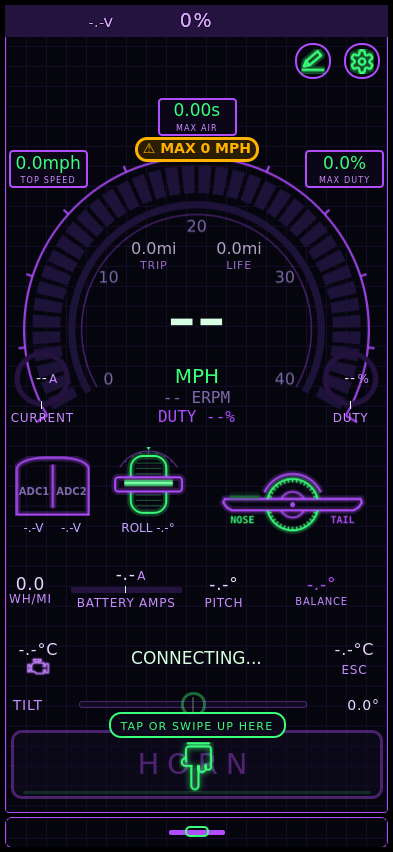 -.-V 0%
0.00s
MAX AIR
⚠ MAX 0 MPH
0.0mph
TOP SPEED
0.0%
MAX DUTY
20
0.0mi 0.0mi
TRIP LIFE
10 30
-- 
0 40
MPH
-- ERPM
DUTY --%
--A
CURRENT
--%
DUTY
ADC1 ADC2
-.-V -.-V
ROLL -.-°
NOSE TAIL
0.0
WH/MI
-.-A
BATTERY AMPS
-.-°
PITCH
-.-°
BALANCE
-.-°C
CONNECTING...
-.-°C
ESC
TILT 0.0°
TAP OR SWIPE UP HERE
HORN